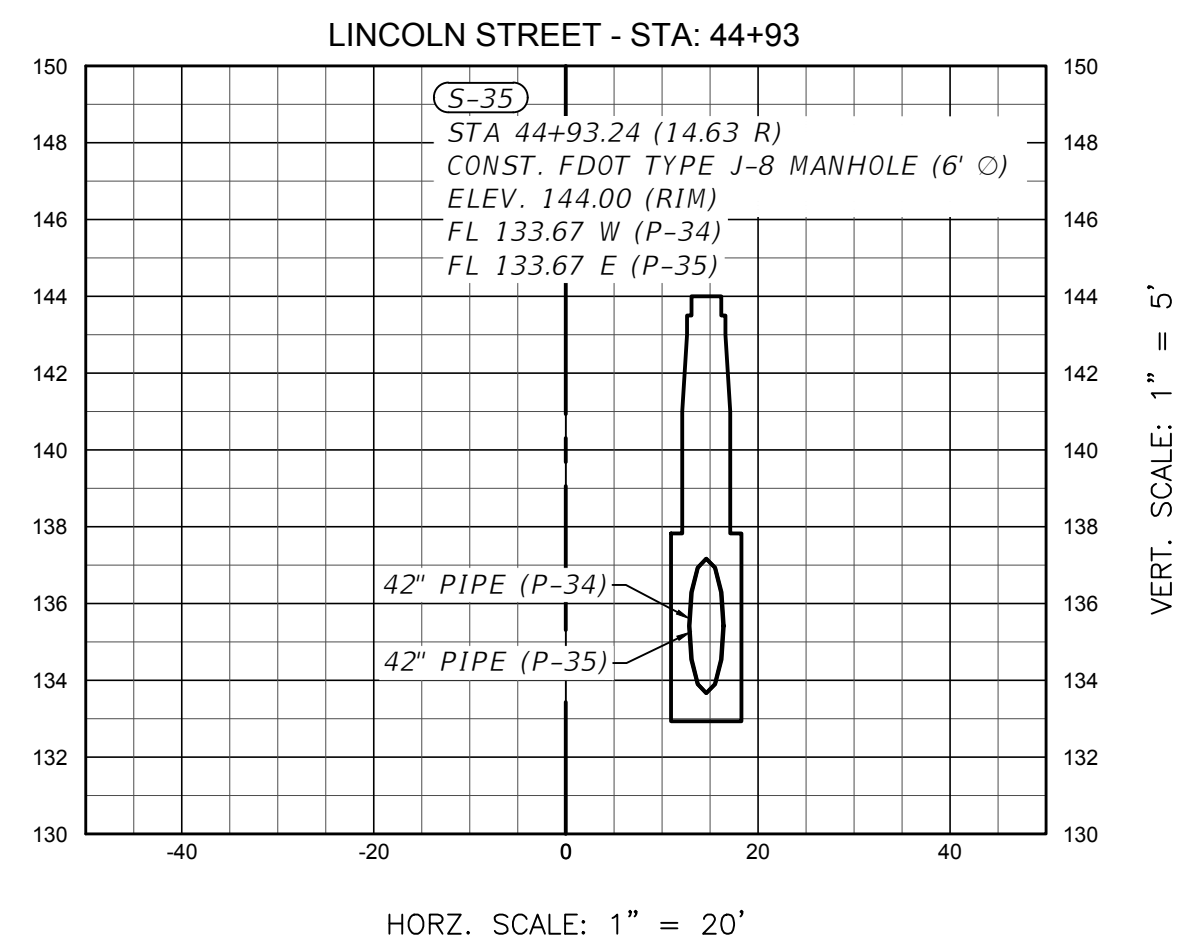 LINCOLN STREET - STA: 44+93
150 150
S-35
STA 44+93.24 (14.63 R)
148 148
CONST. FDOT TYPE J-8 MANHOLE (6' ∅)
ELEV. 144.00 (RIM)
146 146
FL 133.67 W (P-34)
FL 133.67 E (P-35)
144 144
142 142
140 140
138 138
42" PIPE (P-34)
136 136
42" PIPE (P-35)
134 134
132 132
130 130
-40 -20 0 20 40
HORZ. SCALE: 1" = 20'
VERT. SCALE: 1" = 5'